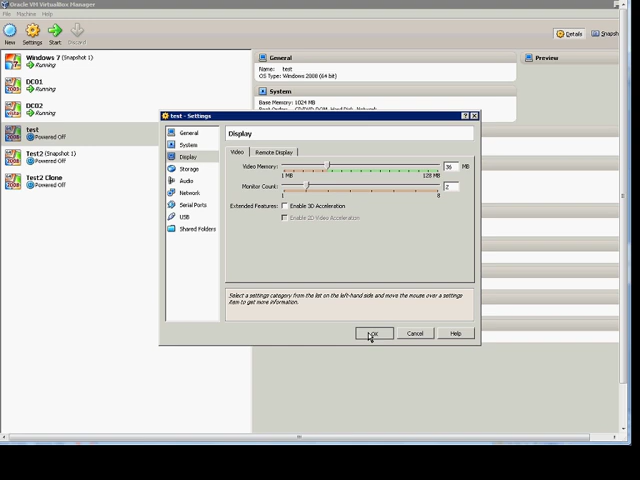 Oracle VM VirtualBox Manager
File Machine Help
New Settings Start Discard
Details
Windows 7 (Snapshot 1)
Running
DC01
Running
DC02
Running
test
Powered Off
Test2 (Snapshot 1)
Powered Off
Test2 Clone
Powered Off
General
Name: test
OS Type: Windows 2008 (64 bit)
System
Base Memory: 1024 MB
Preview
test - Settings
General
System
Display
Storage
Audio
Network
Serial Ports
USB
Shared Folders
Display
Video Remote Display
Video Memory: 36 MB
1 MB 128 MB
Monitor Count: 2
1 8
Extended Features: Enable 3D Acceleration
Enable 2D Video Acceleration
Select a settings category from the list on the left-hand side and move the mouse over a settings
item to get more information.
OK Cancel Help